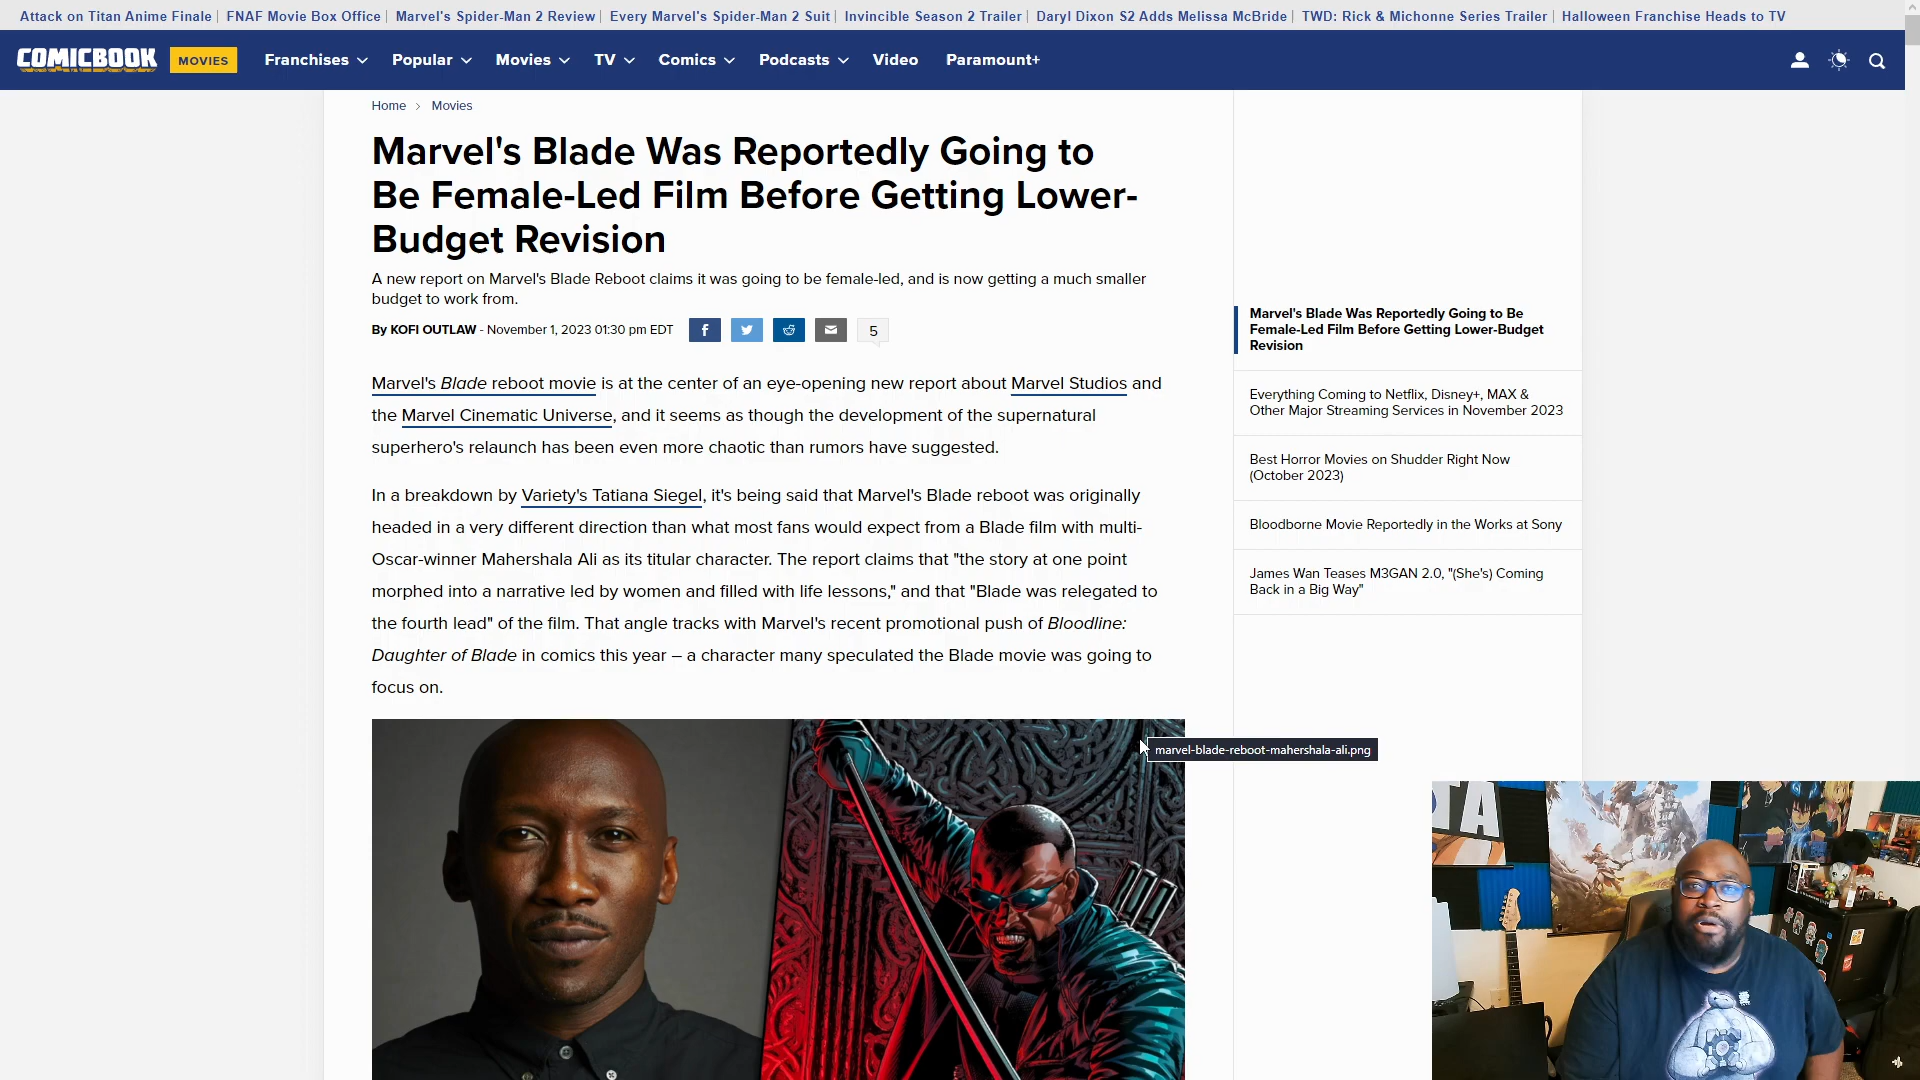 Attack on Titan Anime Finale | FNAF Movie Box Office | Marvel's Spider-Man 2 Review | Every Marvel's Spider-Man 2 Suit | Invincible Season 2 Trailer | Daryl Dixon S2 Adds Melissa McBride | TWD: Rick & Michonne Series Trailer | Halloween Franchise Heads to TV
COMICBOOK MOVIES Franchises Popular Movies TV Comics Podcasts Video Paramount+
Home > Movies
Marvel's Blade Was Reportedly Going to
Be Female-Led Film Before Getting Lower-
Budget Revision
A new report on Marvel's Blade Reboot claims it was going to be female-led, and is now getting a much smaller
budget to work from.
By KOFI OUTLAW - November 1, 2023 01:30 pm EDT
5
Marvel's Blade reboot movie is at the center of an eye-opening new report about Marvel Studios and
the Marvel Cinematic Universe, and it seems as though the development of the supernatural
superhero's relaunch has been even more chaotic than rumors have suggested.
In a breakdown by Variety's Tatiana Siegel, it's being said that Marvel's Blade reboot was originally
headed in a very different direction than what most fans would expect from a Blade film with multi-
Oscar-winner Mahershala Ali as its titular character. The report claims that "the story at one point
morphed into a narrative led by women and filled with life lessons," and that "Blade was relegated to
the fourth lead" of the film. That angle tracks with Marvel's recent promotional push of Bloodline:
Daughter of Blade in comics this year – a character many speculated the Blade movie was going to
focus on.
marvel-blade-reboot-mahershala-ali.png
Marvel's Blade Was Reportedly Going to Be
Female-Led Film Before Getting Lower-Budget
Revision
Everything Coming to Netflix, Disney+, MAX &
Other Major Streaming Services in November 2023
Best Horror Movies on Shudder Right Now
(October 2023)
Bloodborne Movie Reportedly in the Works at Sony
James Wan Teases M3GAN 2.0, "(She's) Coming
Back in a Big Way"